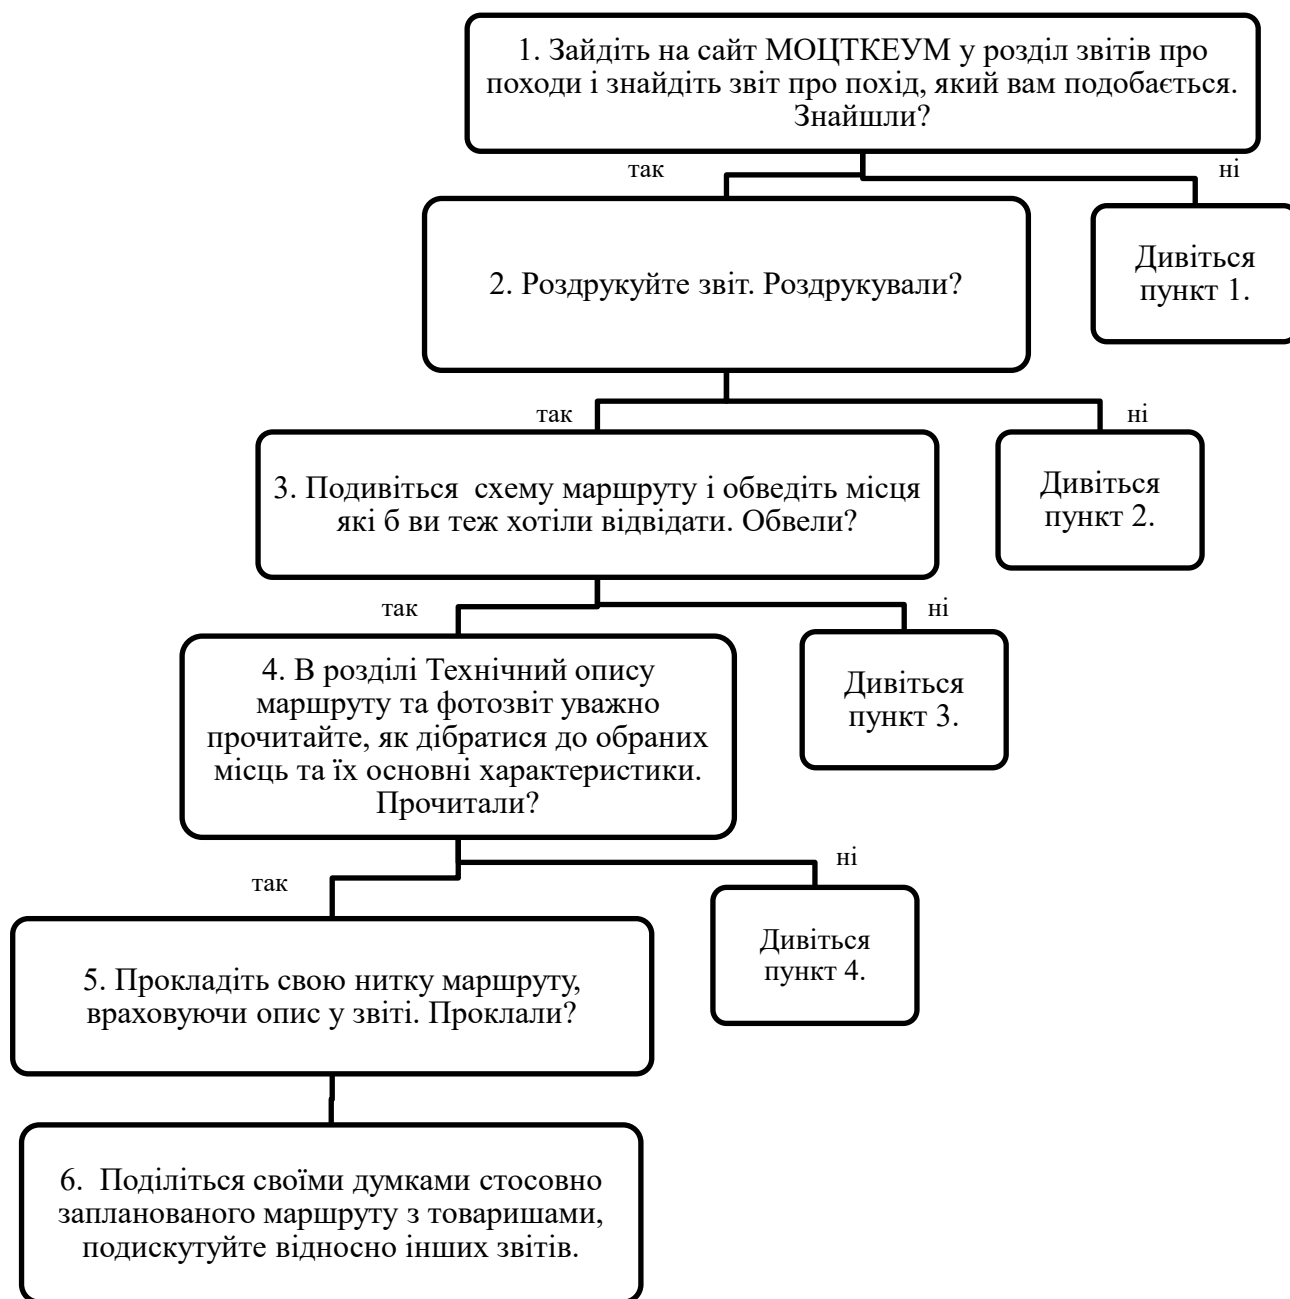 1. Зайдіть на сайт МОЦТКЕУМ у розділ звітів про
походи і знайдіть звіт про похід, який вам подобається.
Знайшли?
так
ні
2. Роздрукуйте звіт. Роздрукували?
Дивіться
пункт 1.
так
ні
3. Подивіться схему маршруту і обведіть місця
які б ви теж хотіли відвідати. Обвели?
Дивіться
пункт 2.
так
ні
4. В розділі Технічний опису
маршруту та фотозвіт уважно
прочитайте, як дібратися до обраних
місць та їх основні характеристики.
Прочитали?
Дивіться
пункт 3.
так
ні
5. Прокладіть свою нитку маршруту,
враховуючи опис у звіті. Проклали?
Дивіться
пункт 4.
6. Поділіться своїми думками стосовно
запланованого маршруту з товаришами,
подискутуйте відносно інших звітів.